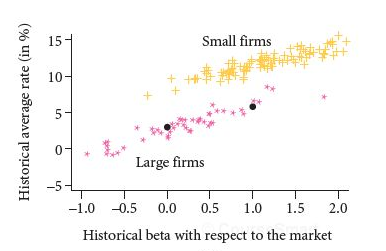 Historical average rate (in %)
15
10
5
0
−5
Small firms
Large firms
−1.0 −0.5 0.0 0.5 1.0 1.5 2.0
Historical beta with respect to the market